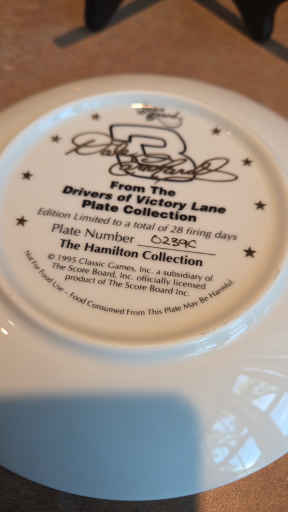 From The
Drivers of Victory Lane
Plate Collection
Edition Limited to a total of 28 firing days
Plate Number 0239C
The Hamilton Collection
© 1995 Classic Games, Inc. a subsidiary of
The Score Board, Inc. officially licensed
product of The Score Board Inc.
Not For Food Use - Food Consumed From This Plate May Be Harmful.